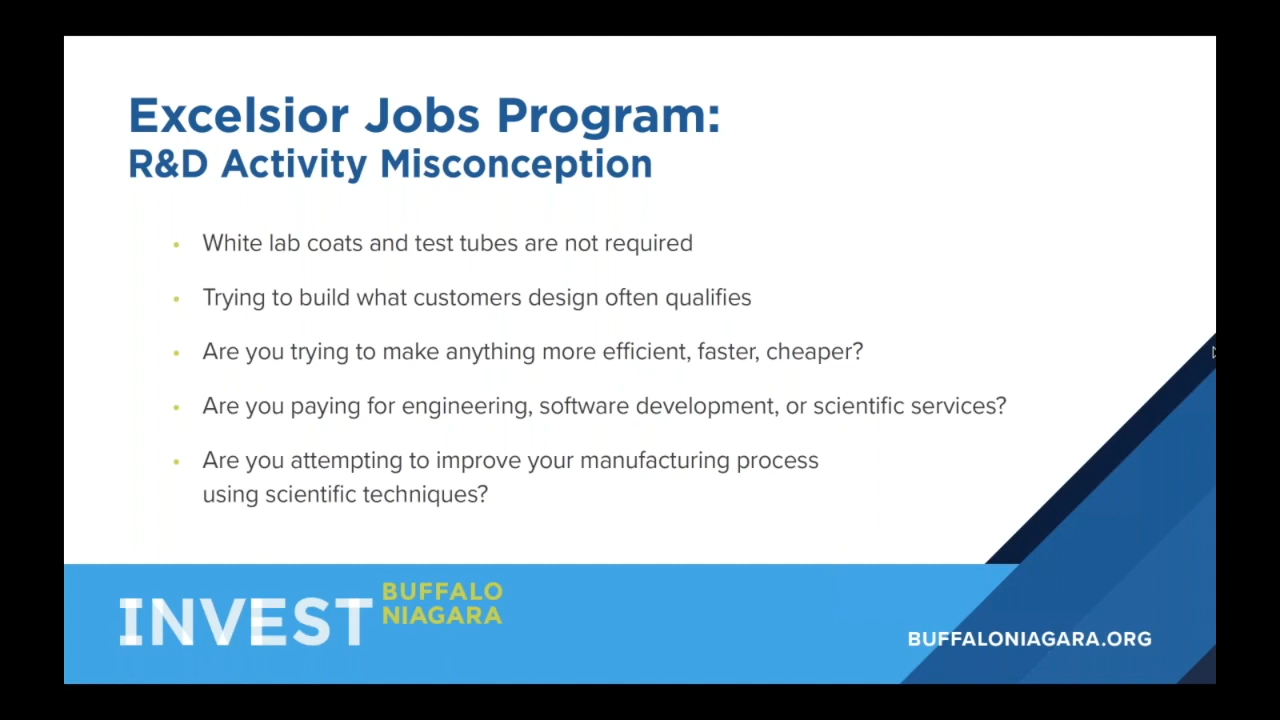 Excelsior Jobs Program:
R&D Activity Misconception
• White lab coats and test tubes are not required
• Trying to build what customers design often qualifies
• Are you trying to make anything more efficient, faster, cheaper?
• Are you paying for engineering, software development, or scientific services?
• Are you attempting to improve your manufacturing process
using scientific techniques?
INVEST BUFFALO
NIAGARA
BUFFALONIAGARA.ORG